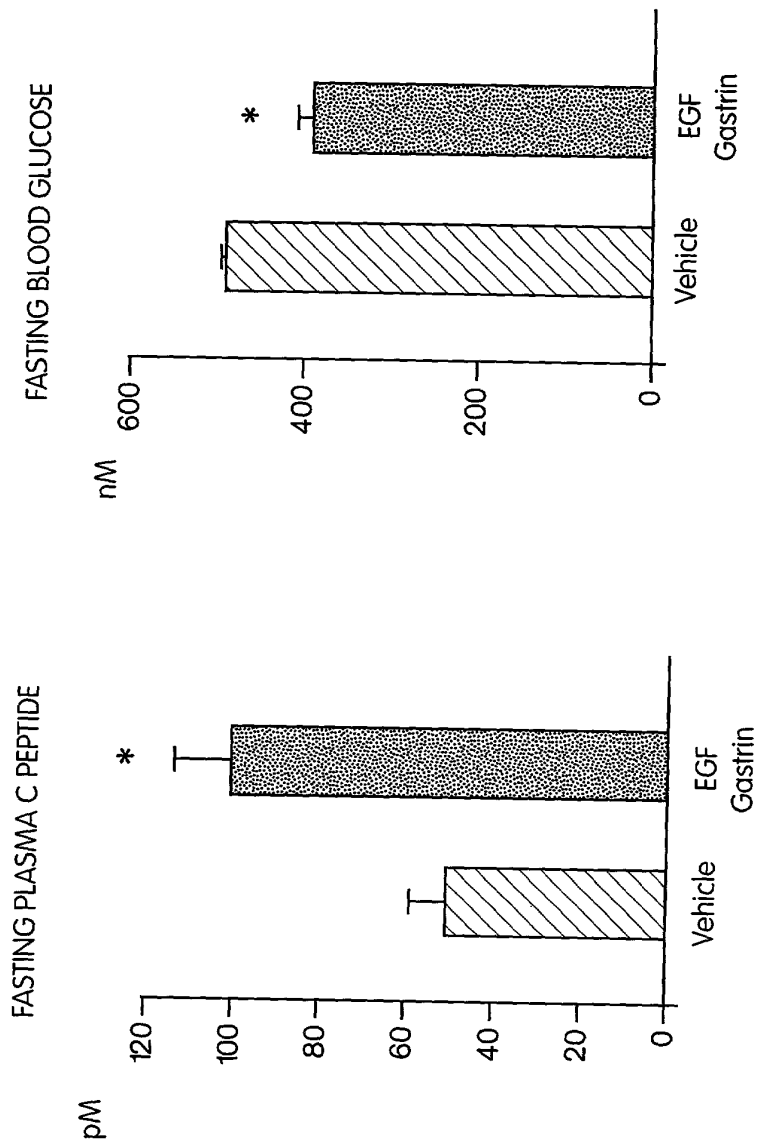 FASTING PLASMA C PEPTIDE
pM
120
100
80
60
40
20
0
Vehicle
EGF
Gastrin
*
FASTING BLOOD GLUCOSE
nM
600
400
200
0
Vehicle
EGF
Gastrin
*